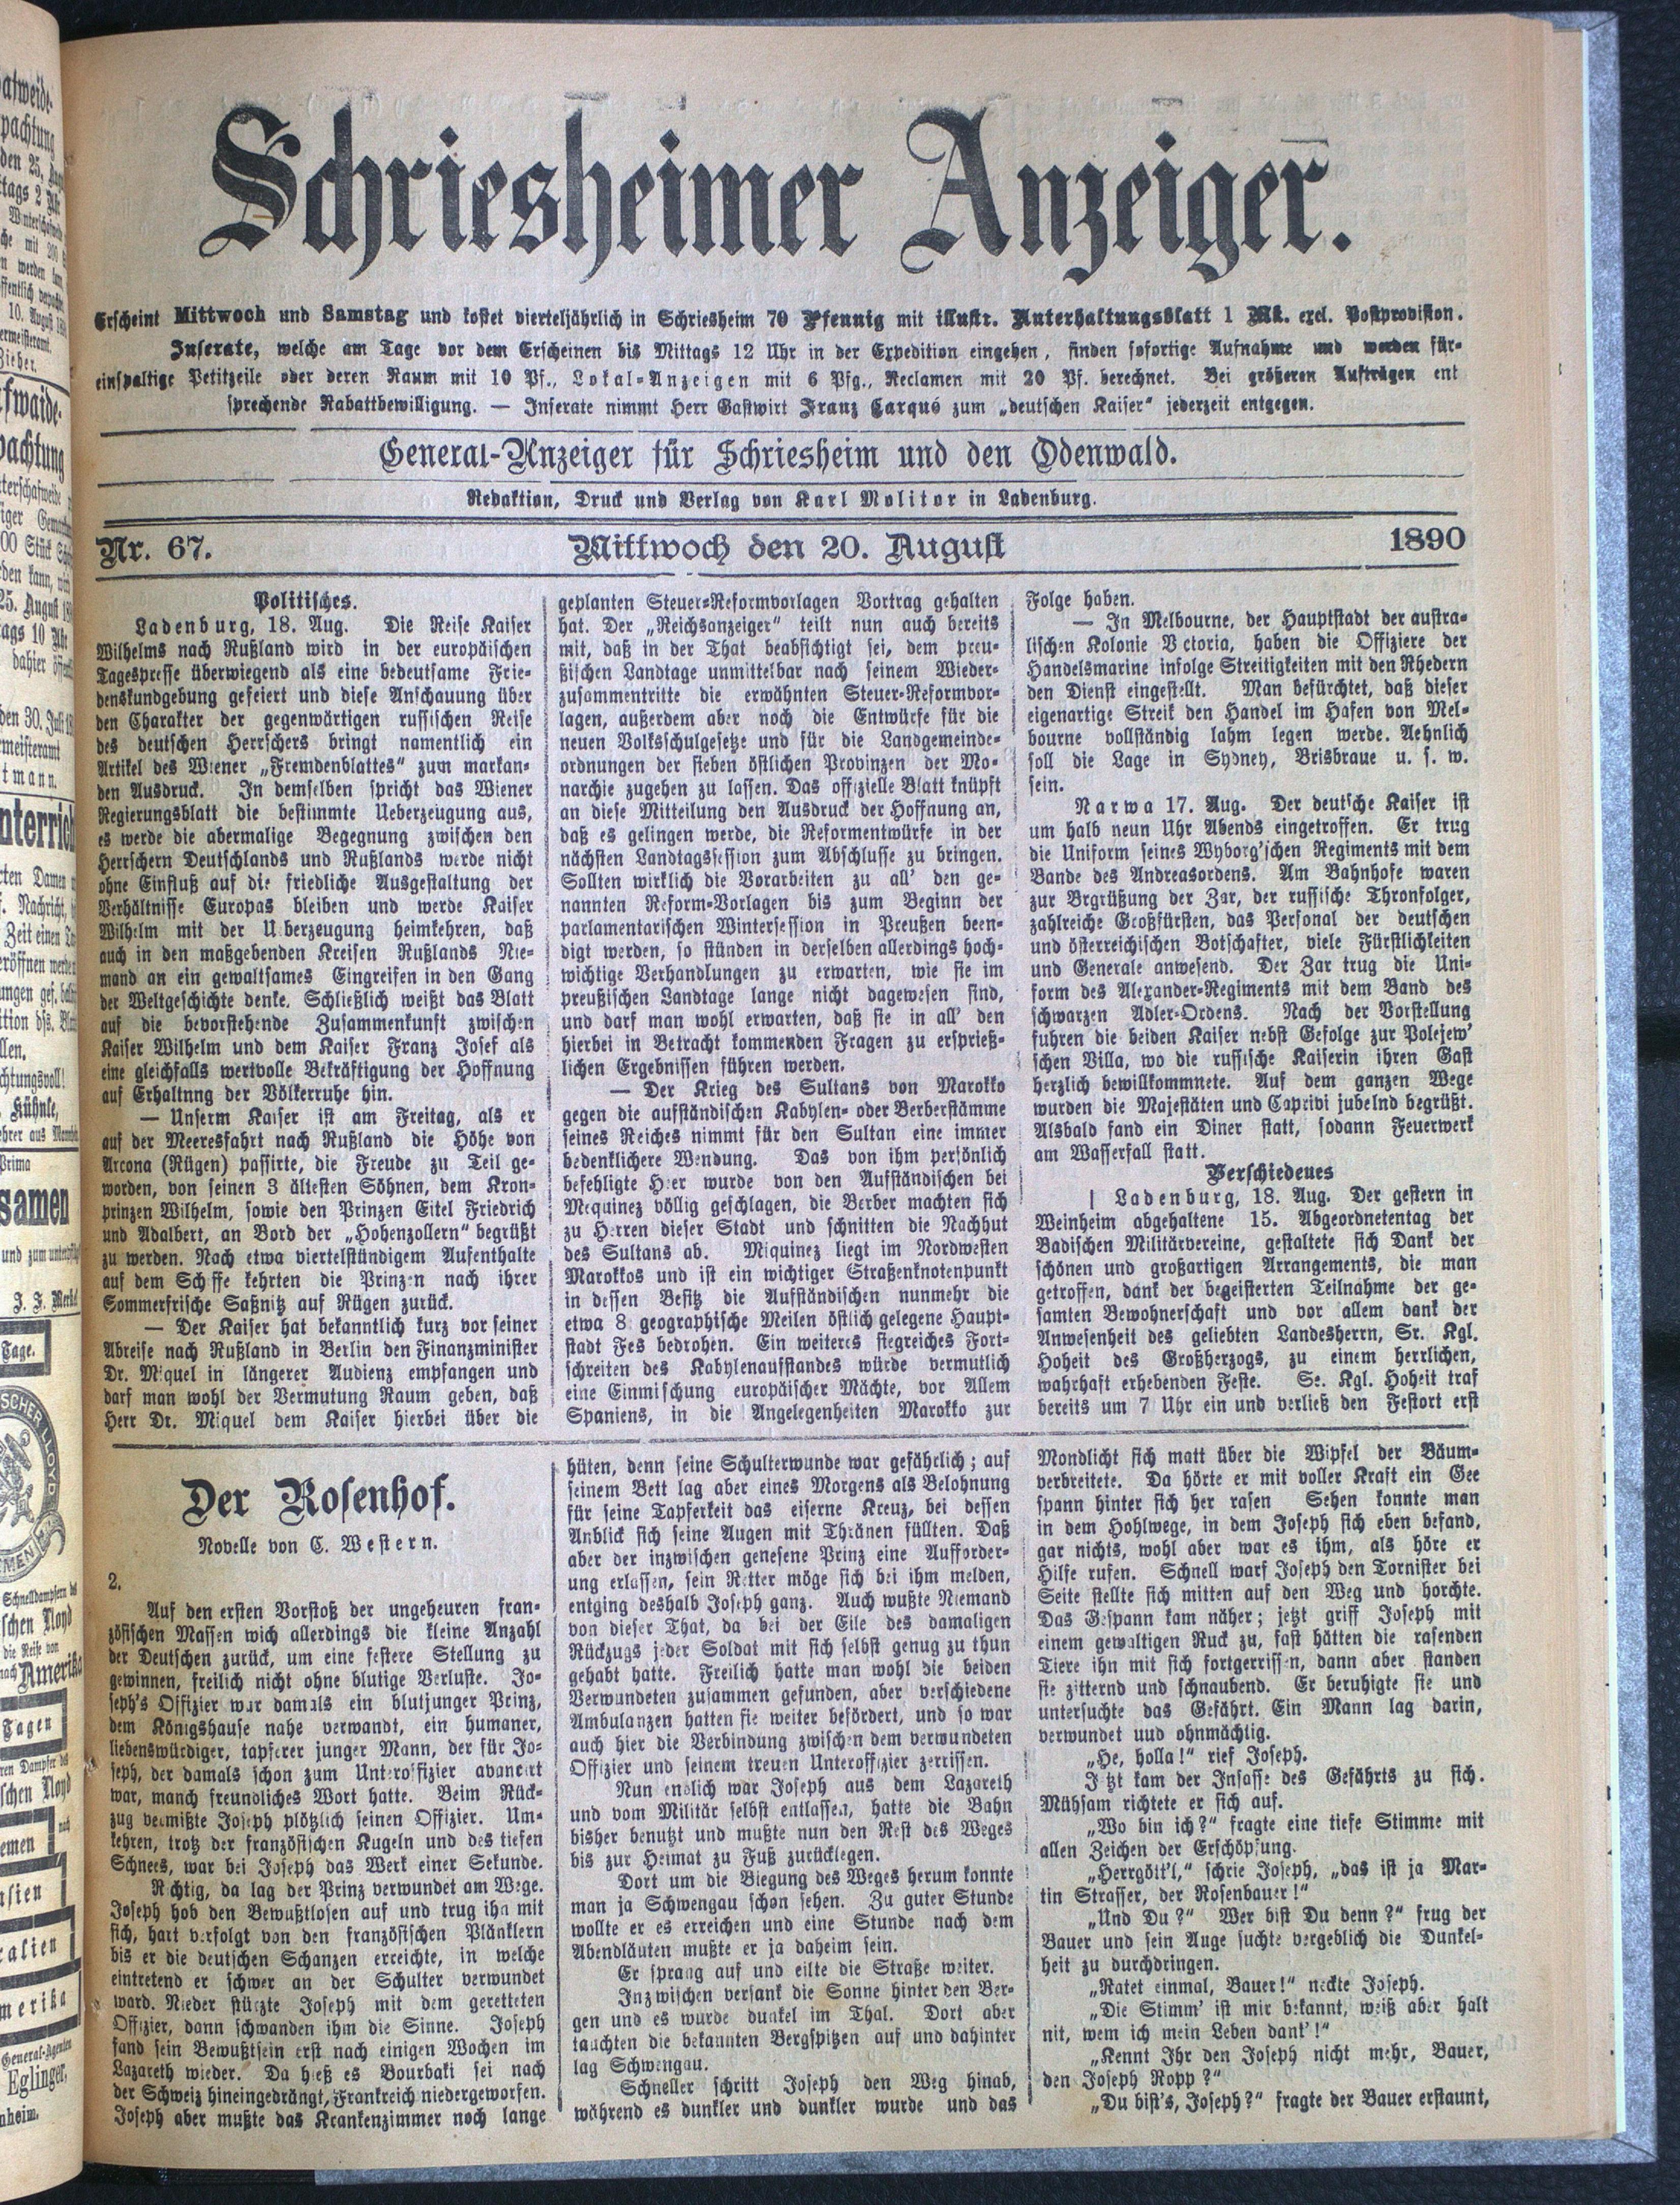 Schriesheimer Anzeiger.
Erscheint Mittwoch und Samstag und kostet vierteljährlich in Schriesheim 70 Pfennig mit illustr. Unterhaltungsblatt 1 Mk. excl. Postprovision.
Inserate, welche am Tage vor dem Erscheinen bis Mittags 12 Uhr in der Expedition eingehen, finden sofortige Aufnahme und werden für-
einspaltige Petitzeile oder deren Raum mit 10 Pf., Lokal-Anzeigen mit 6 Pfg., Reclamen mit 20 Pf. berechnet. Bei größeren Aufträgen ent
sprechende Rabattbewilligung. — Inserate nimmt Herr Gastwirt Franz Carqué zum „deutschen Kaiser“ jederzeit entgegen.
General-Anzeiger für Schriesheim und den Odenwald.
Redaktion, Druck und Verlag von Karl Molitor in Ladenburg.
Nr. 67. Mittwoch den 20. August 1890
Politisches.
Ladenburg, 18. Aug. Die Reise Kaiser
Wilhelms nach Rußland wird in der europäischen
Tagespresse überwiegend als eine bedeutsame Frie-
denskundgebung gefeiert und diese Anschauung über
den Charakter der gegenwärtigen russischen Reise
des deutschen Herrschers bringt namentlich ein
Artikel des Wiener „Fremdenblattes“ zum markan-
den Ausdruck. In demselben spricht das Wiener
Regierungsblatt die bestimmte Ueberzeugung aus,
es werde die abermalige Begegnung zwischen den
Herrschern Deutschlands und Rußlands werde nicht
ohne Einfluß auf die friedliche Ausgestaltung der
Verhältnisse Europas bleiben und werde Kaiser
Wilhelm mit der U berzeugung heimkehren, daß
auch in den maßgebenden Kreisen Rußlands Nie-
mand an ein gewaltsames Eingreifen in den Gang
der Weltgeschichte denke. Schließlich weißt das Blatt
auf die bevorstehende Zusammenkunft zwischen
Kaiser Wilhelm und dem Kaiser Franz Josef als
eine gleichfalls wertvolle Bekräftigung der Hoffnung
auf Erhaltnng der Völkerruhe hin.
— Unserm Kaiser ist am Freitag, als er
auf der Meeresfahrt nach Rußland die Höhe von
Arcona (Rügen) passirte, die Freude zu Teil ge-
worden, von seinen 3 ältesten Söhnen, dem Kron-
prinzen Wilhelm, sowie den Prinzen Eitel Friedrich
und Adalbert, an Bord der „Hohenzollern“ begrüßt
zu werden. Nach etwa viertelstündigem Aufenthalte
auf dem Sch ffe kehrten die Prinzen nach ihrer
Sommerfrische Saßnitz auf Rügen zurück.
— Der Kaiser hat bekanntlich kurz vor seiner
Abreise nach Rußland in Berlin den Finanzminister
Dr. Miquel in längerer Audienz empfangen und
darf man wohl der Vermutung Raum geben, daß
Herr Dr. Miquel dem Kaiser hierbei über die
geplanten Steuer-Reformvorlagen Vortrag gehalten
hat. Der „Reichsanzeiger“ teilt nun auch bereits
mit, daß in der That beabsichtigt sei, dem preu-
ßischen Landtage unmittelbar nach seinem Wieder-
zusammentritte die erwähnten Steuer-Reformvor-
lagen, außerdem aber noch die Entwürfe für die
neuen Volksschulgesetze und für die Landgemeinde-
ordnungen der sieben östlichen Provinzen der Mo-
narchie zugehen zu lassen. Das offizielle Blatt knüpft
an diese Mitteilung den Ausdruck der Hoffnung an,
daß es gelingen werde, die Reformentwürfe in der
nächsten Landtagssession zum Abschlusse zu bringen.
Sollten wirklich die Vorarbeiten zu all' den ge-
nannten Reform-Vorlagen bis zum Beginn der
parlamentarischen Wintersession in Preußen been-
digt werden, so stünden in derselben allerdings hoch-
wichtige Verhandlungen zu erwarten, wie sie im
preußischen Landtage lange nicht dagewesen sind,
und darf man wohl erwarten, daß sie in all' den
hierbei in Betracht kommenden Fragen zu ersprieß-
lichen Ergebnissen führen werden.
— Der Krieg des Sultans von Marokko
gegen die aufständischen Kabylen- oder Berberstämme
seines Reiches nimmt für den Sultan eine immer
bedenklichere Wendung. Das von ihm persönlich
befehligte Heer wurde von den Aufständischen bei
Mequinez völlig geschlagen, die Berber machten sich
zu Herren dieser Stadt und schnitten die Nachhut
des Sultans ab. Miquinez liegt im Nordwesten
Marokkos und ist ein wichtiger Straßenknotenpunkt
in dessen Besitz die Aufständischen nunmehr die
etwa 8 geographische Meilen östlich gelegene Haupt-
stadt Fes bedrohen. Ein weiteres siegreiches Fort-
schreiten des Kabylenaufstandes würde vermutlich
eine Einmischung europäischer Mächte, vor Allem
Spaniens, in die Angelegenheiten Marokko zur
Folge haben.
— In Melbourne, der Hauptstadt der austra-
lischen Kolonie V ctoria, haben die Offiziere der
Handelsmarine infolge Streitigkeiten mit den Rhedern
den Dienst eingestellt. Man befürchtet, daß dieser
eigenartige Streik den Handel im Hafen von Mel-
bourne vollständig lahm legen werde. Aehnlich
soll die Lage in Sydney, Brisbraue u. s. w.
sein.
Narwa 17. Aug. Der deutsche Kaiser ist
um halb neun Uhr Abends eingetroffen. Er trug
die Uniform seines Wyborg'schen Regiments mit dem
Bande des Andreasordens. Am Bahnhofe waren
zur Brgrüßung der Zar, der russische Thronfolger,
zahlreiche Großfürsten, das Personal der deutschen
und österreichischen Botschafter, viele Fürstlichkeiten
und Generale anwesend. Der Zar trug die Uni-
form des Alexander-Regiments mit dem Band des
schwarzen Adler-Ordens. Nach der Vorstellung
fuhren die beiden Kaiser nebst Gefolge zur Polejew'
schen Villa, wo die russische Kaiserin ihren Gast
herzlich bewillkommnete. Auf dem ganzen Wege
wurden die Majestäten und Caprivi jubelnd begrüßt.
Alsbald fand ein Diner statt, sodann Feuerwerk
am Wasserfall statt.
Verschiedenes
| Ladenburg, 18. Aug. Der gestern in
Weinheim abgehaltene 15. Abgeordnetentag der
Badischen Militärvereine, gestaltete sich Dank der
schönen und großartigen Arrangements, die man
getroffen, dank der begeisterten Teilnahme der ge-
samten Bewohnerschaft und vor allem dank der
Anwesenheit des geliebten Landesherrn, Sr. Kgl.
Hoheit des Großherzogs, zu einem herrlichen,
wahrhaft erhebenden Feste. Se. Kgl. Hoheit traf
bereits um 7 Uhr ein und verließ den Festort erst
Der Rosenhof.
Novelle von C. Western.
2.
Auf den ersten Vorstoß der ungeheuren fran-
zösischen Massen wich allerdings die kleine Anzahl
der Deutschen zurück, um eine festere Stellung zu
gewinnen, freilich nicht ohne blutige Verluste. Jo-
seph's Offizier war damals ein blutjunger Prinz,
dem Königshause nahe verwandt, ein humaner,
liebenswürdiger, tapferer junger Mann, der für Jo-
seph, der damals schon zum Unteroffizier avancirt
war, manch freundliches Wort hatte. Beim Rück-
zug vermißte Joseph plötzlich seinen Offizier. Um-
kehren, trotz der französischen Kugeln und des tiefen
Schnees, war bei Joseph das Werk einer Sekunde.
Richtig, da lag der Prinz verwundet am Wege.
Joseph hob den Bewußtlosen auf und trug ihn mit
sich, hart verfolgt von den französischen Plänklern
bis er die deutschen Schanzen erreichte, in welche
eintretend er schwer an der Schulter verwundet
ward. Nieder stürzte Joseph mit dem geretteten
Offizier, dann schwanden ihm die Sinne. Joseph
fand sein Bewußtsein erst nach einigen Wochen im
Lazareth wieder. Da hieß es Bourbaki sei nach
der Schweiz hineingedrängt, Frankreich niedergeworfen.
Joseph aber mußte das Krankenzimmer noch lange
hüten, denn seine Schulterwunde war gefährlich; auf
seinem Bett lag aber eines Morgens als Belohnung
für seine Tapferkeit das eiserne Kreuz, bei dessen
Anblick sich seine Augen mit Thränen füllten. Daß
aber der inzwischen genesene Prinz eine Aufforder-
ung erlassen, sein Retter möge sich bei ihm melden,
entging deshalb Joseph ganz. Auch wußte Niemand
von dieser That, da bei der Eile des damaligen
Rückzugs jeder Soldat mit sich selbst genug zu thun
gehabt hatte. Freilich hatte man wohl die beiden
Verwundeten zusammen gefunden, aber verschiedene
Ambulanzen hatten sie weiter befördert, und so war
auch hier die Verbindung zwischen dem verwundeten
Offizier und seinem treuen Unteroffizier zerrissen.
Nun endlich war Joseph aus dem Lazareth
und vom Militär selbst entlassen, hatte die Bahn
bisher benutzt und mußte nun den Rest des Weges
bis zur Heimat zu Fuß zurücklegen.
Dort um die Biegung des Weges herum konnte
man ja Schwengau schon sehen. Zu guter Stunde
wollte er es erreichen und eine Stunde nach dem
Abendläuten mußte er ja daheim sein.
Er sprang auf und eilte die Straße weiter.
Inzwischen versank die Sonne hinter den Ber-
gen und es wurde dunkel im Thal. Dort aber
tauchten die bekannten Bergspitzen auf und dahinter
lag Schwengau.
Schneller schritt Joseph den Weg hinab,
während es dunkler und dunkler wurde und das
Mondlicht sich matt über die Wipfel der Bäum-
verbreitete. Da hörte er mit voller Kraft ein Gee
spann hinter sich her rasen Sehen konnte man
in dem Hohlwege, in dem Joseph sich eben befand,
gar nichts, wohl aber war es ihm, als höre er
Hilfe rufen. Schnell warf Joseph den Tornister bei
Seite stellte sich mitten auf den Weg und horchte.
Das Gespann kam näher; jetzt griff Joseph mit
einem gewaltigen Ruck zu, fast hätten die rasenden
Tiere ihn mit sich fortgerissen, dann aber standen
sie zitternd und schnaubend. Er beruhigte sie und
untersuchte das Gefährt. Ein Mann lag darin,
verwundet uud ohnmächtig.
„He, holla!“ rief Joseph.
J tzt kam der Insasse des Gefährts zu sich.
Mühsam richtete er sich auf.
„Wo bin ich?“ fragte eine tiefe Stimme mit
allen Zeichen der Erschöpfung.
„Herrgött'l,“ schrie Joseph, „das ist ja Mar-
tin Strasser, der Rosenbauer!“
„Und Du?“ Wer bist Du denn?“ frug der
Bauer und sein Auge suchte vergeblich die Dunkel-
heit zu durchdringen.
„Ratet einmal, Bauer!“ neckte Joseph.
„Die Stimm' ist mir bekannt, weiß aber halt
nit, wem ich mein Leben dank'!“
„Kennt Ihr den Joseph nicht mehr, Bauer,
den Joseph Ropp?“
„Du bist's, Joseph?“ fragte der Bauer erstaunt,